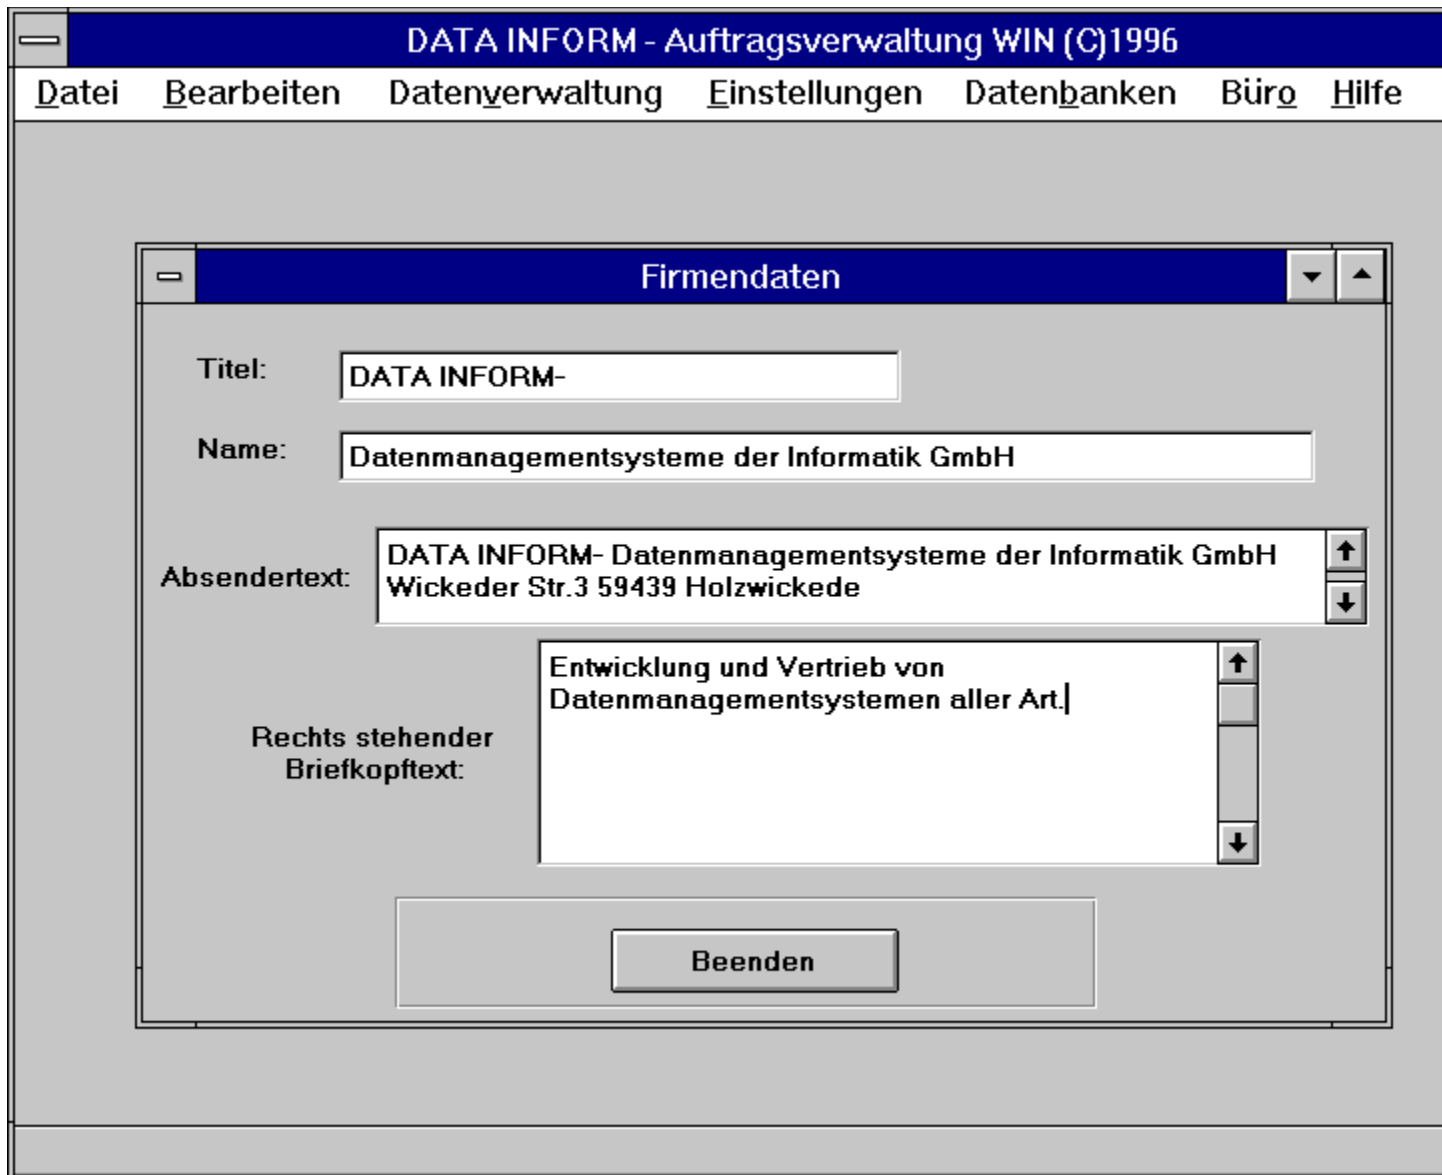 DATA INFORM - Auftragsverwaltung WIN (C)1996
Datei Bearbeiten Datenverwaltung Einstellungen Datenbanken Büro Hilfe
Firmendaten
Titel: DATA INFORM-
Name: Datenmanagementsysteme der Informatik GmbH
Absendertext:
DATA INFORM- Datenmanagementsysteme der Informatik GmbH
Wickeder Str.3 59439 Holzwickede
Rechts stehender
Briefkopftext:
Entwicklung und Vertrieb von
Datenmanagementsystemen aller Art.
Beenden